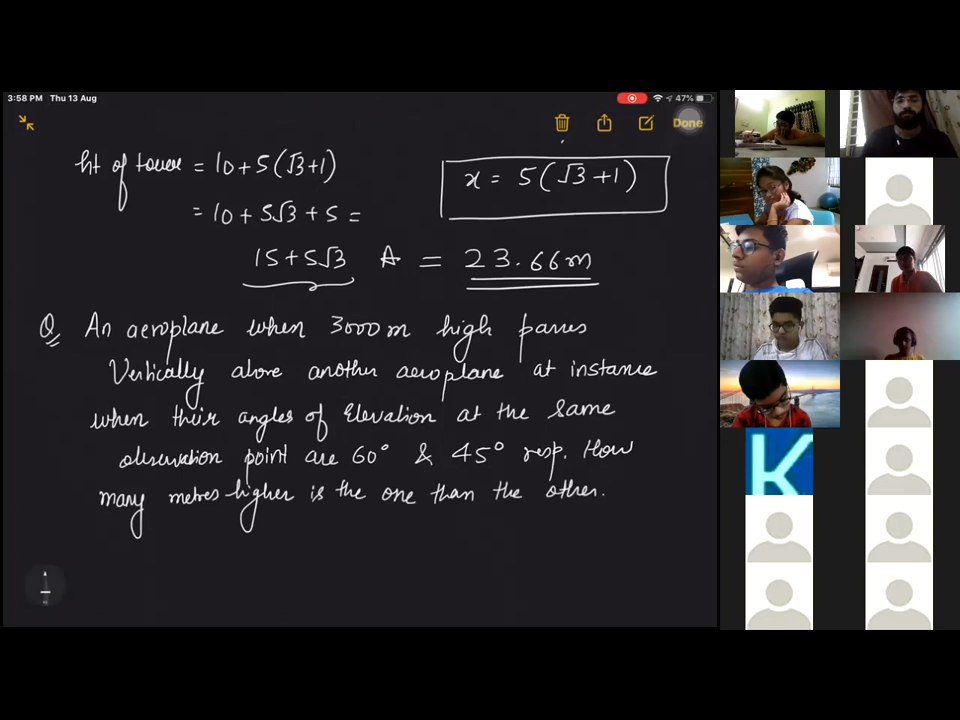 3:58 PM Thu 13 Aug
47%
Done
ht of tower = 10+5(√3+1)
x = 5(√3+1)
= 10+5√3+5 =
15+5√3 A = 23.66m
Q An aeroplane when 3000m high passes
Vertically above another aeroplane at instance
when their angles of Elevation at the same
observation point are 60° & 45° resp. How
many metres higher is the one than the other.
K